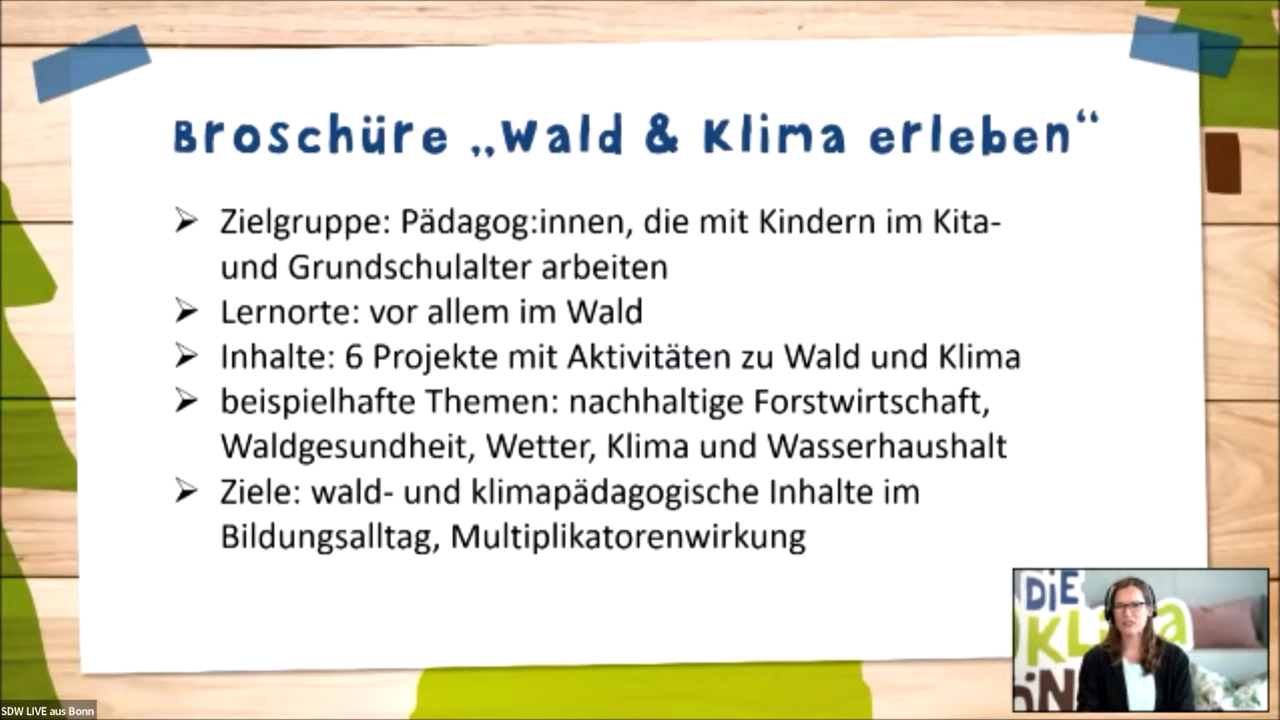 Broschüre „Wald & Klima erleben“
➢ Zielgruppe: Pädagog:innen, die mit Kindern im Kita-
und Grundschulalter arbeiten
➢ Lernorte: vor allem im Wald
➢ Inhalte: 6 Projekte mit Aktivitäten zu Wald und Klima
➢ beispielhafte Themen: nachhaltige Forstwirtschaft,
Waldgesundheit, Wetter, Klima und Wasserhaushalt
➢ Ziele: wald- und klimapädagogische Inhalte im
Bildungsalltag, Multiplikatorenwirkung
DiE
SDW LIVE aus Bonn